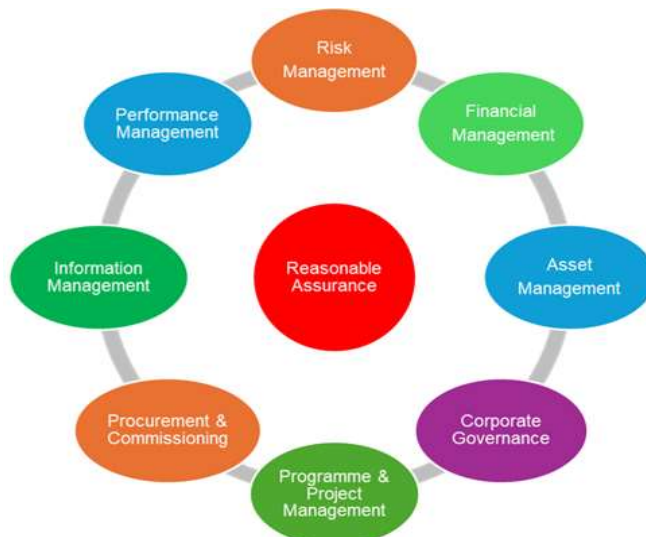 Risk
Management
Performance
Management
Financial
Management
Information
Management
Reasonable
Assurance
Asset
Management
Procurement &
Commissioning
Corporate
Governance
Programme &
Project
Management